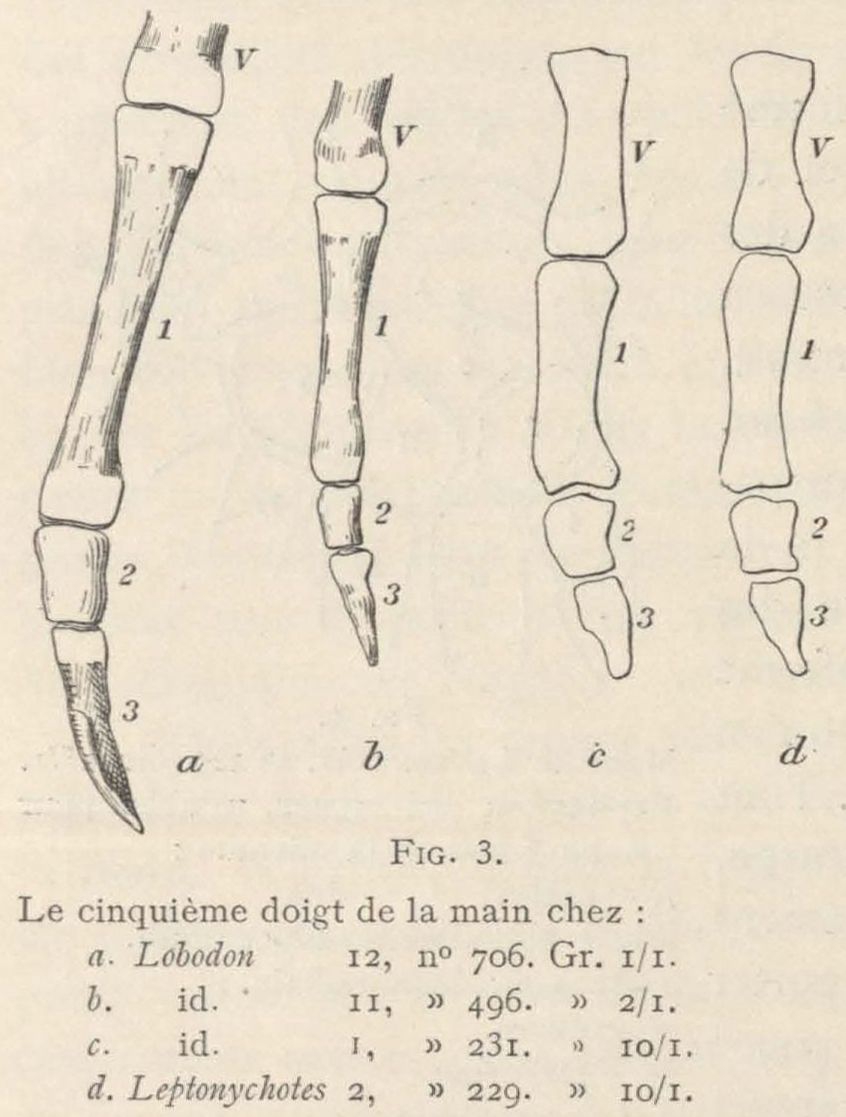 V V V V
1 1 1 1
2 2 2 2
3 3 3 3
a b c d
FIG. 3.
Le cinquième doigt de la main chez :
a. Lobodon 12, nº 706. Gr. 1/1.
b. id. 11, » 496. » 2/1.
c. id. 1, » 231. » 10/1.
d. Leptonychotes 2, » 229. » 10/1.